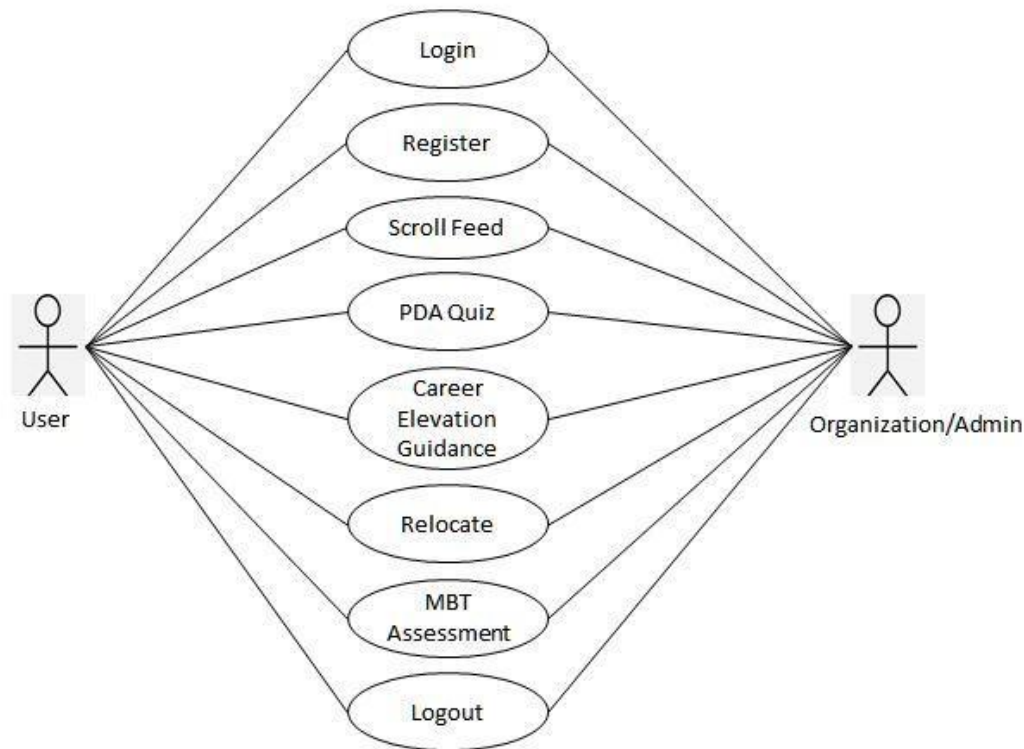 Login
Register
Scroll Feed
PDA Quiz
Career
Elevation
Guidance
User
Organization/Admin
Relocate
MBT
Assessment
Logout